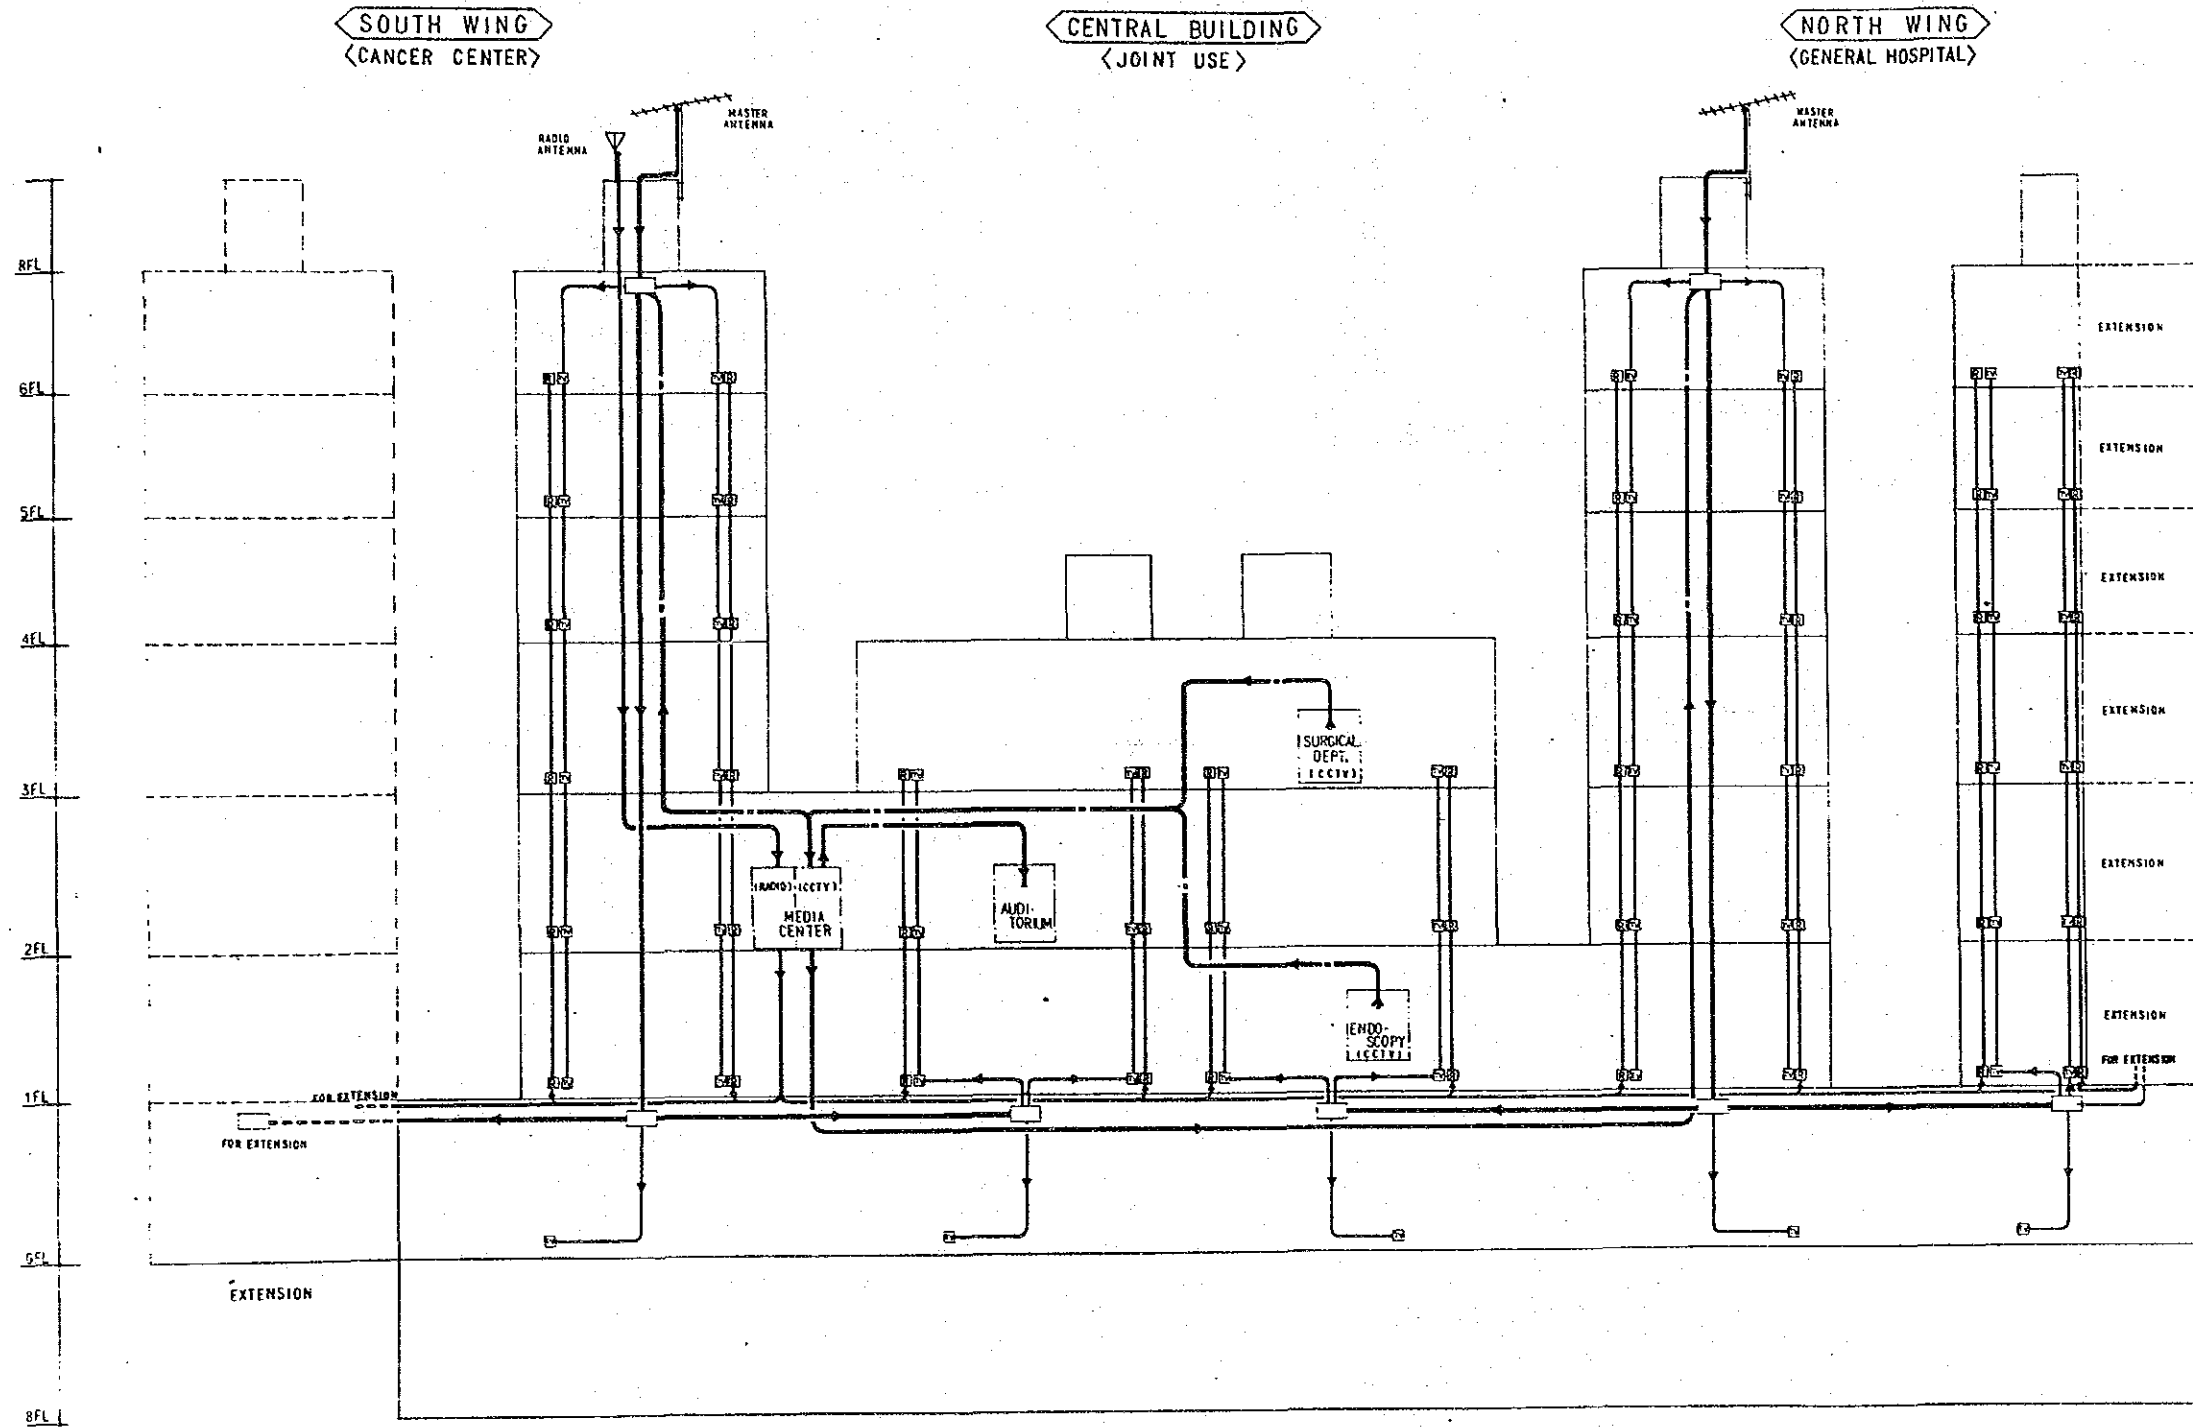 SOUTH WING
<CANCER CENTER>
CENTRAL BUILDING
<JOINT USE>
NORTH WING
<GENERAL HOSPITAL>
MASTER
ANTENNA
RADIO
ANTENNA
MASTER
ANTENNA
RFL
EXTENSION
6FL
EXTENSION
5FL
EXTENSION
4FL
EXTENSION
SURGICAL
DEPT.
(CCTV)
3FL
EXTENSION
(RADIO) (CCTV)
MEDIA
CENTER
AUDI-
TORIUM
2FL
EXTENSION
ENDO-
SCOPY
(CCTV)
FOR EXTENSION
1FL
FOR EXTENSION
FOR EXTENSION
GFL
EXTENSION
BFL